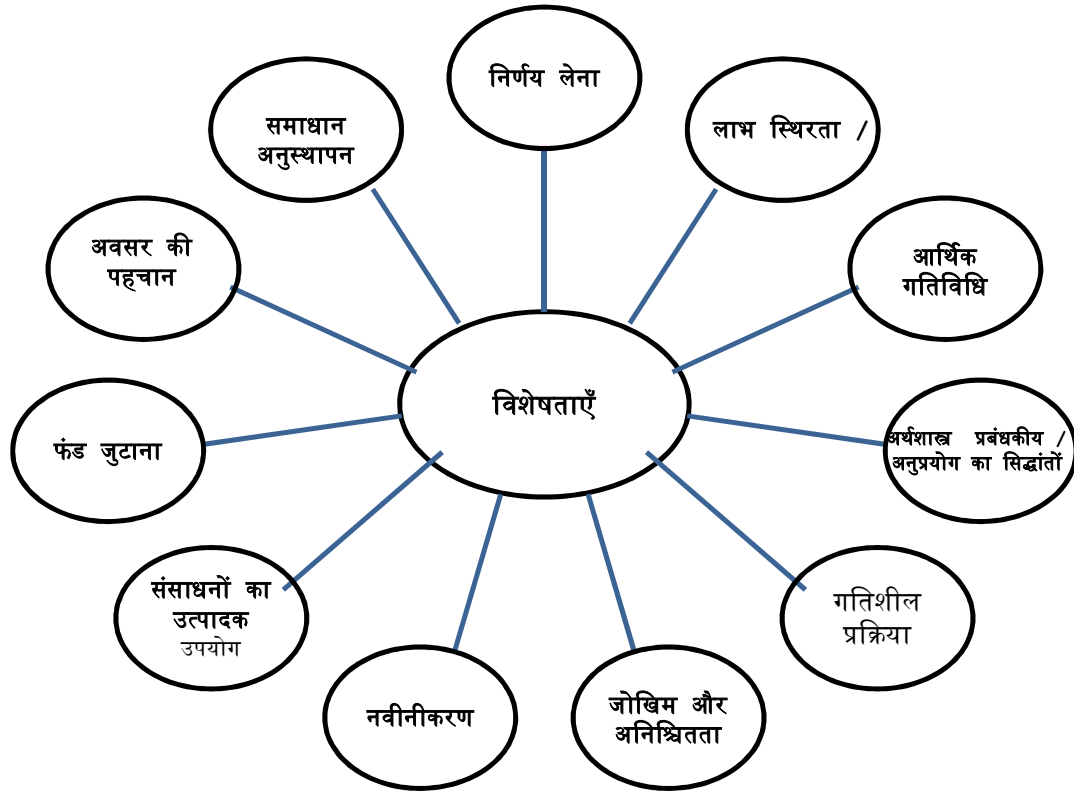 निर्णय लेना
समाधान
अनुस्थापन
लाभ स्थिरता /
अवसर की
पहचान
आर्थिक
गतिविधि
विशेषताएँ
फंड जुटाना
अर्थशास्त्र प्रबंधकीय /
अनुप्रयोग का सिद्धांतों
संसाधनों का
उत्पादक
उपयोग
गतिशील
प्रक्रिया
नवीनीकरण
जोखिम और
अनिश्चितता